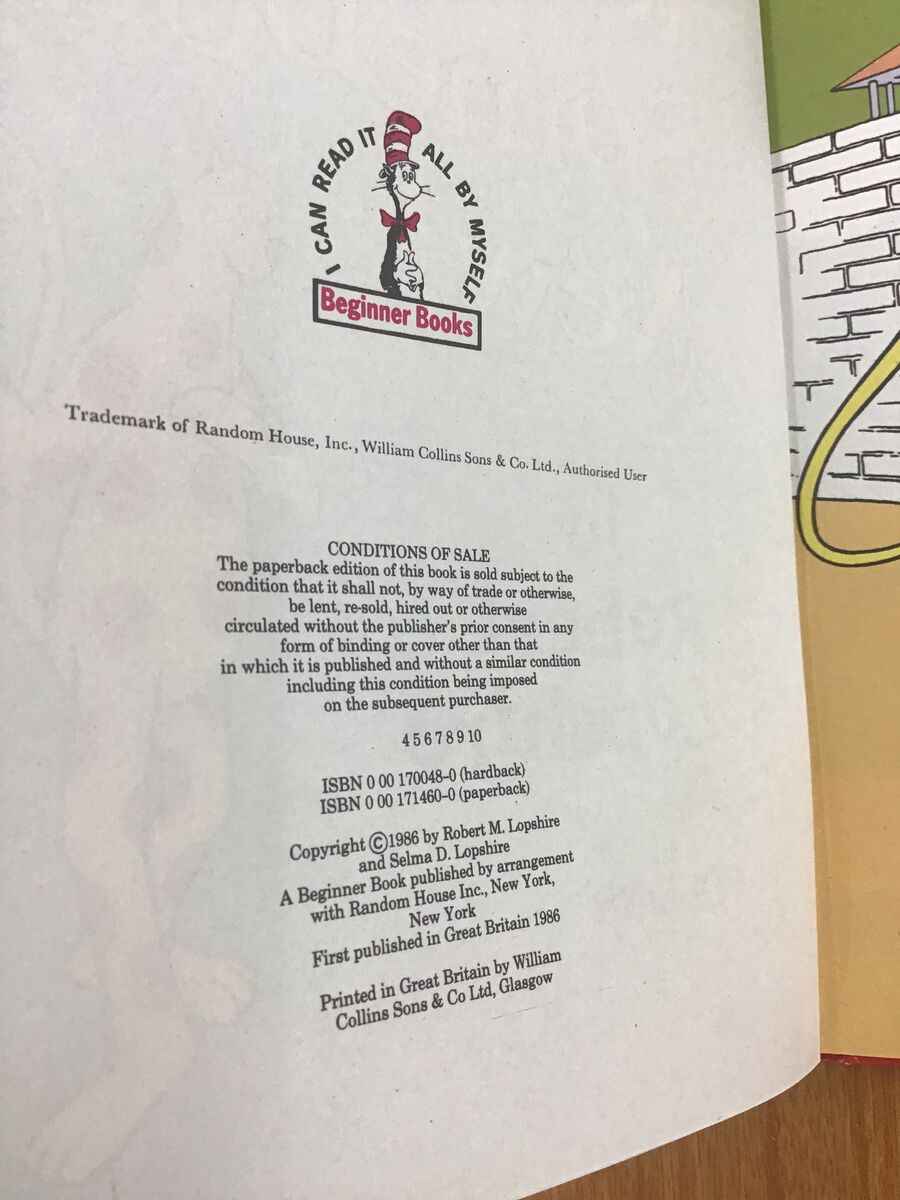 I CAN READ IT ALL BY MYSELF
Beginner Books
Trademark of Random House, Inc., William Collins Sons & Co. Ltd., Authorised User
CONDITIONS OF SALE
The paperback edition of this book is sold subject to the
condition that it shall not, by way of trade or otherwise,
be lent, re-sold, hired out or otherwise
circulated without the publisher's prior consent in any
form of binding or cover other than that
in which it is published and without a similar condition
including this condition being imposed
on the subsequent purchaser.
4 5 6 7 8 9 10
ISBN 0 00 170048-0 (hardback)
ISBN 0 00 171460-0 (paperback)
Copyright ©1986 by Robert M. Lopshire
and Selma D. Lopshire
A Beginner Book published by arrangement
with Random House Inc., New York,
New York
First published in Great Britain 1986
Printed in Great Britain by William
Collins Sons & Co Ltd, Glasgow